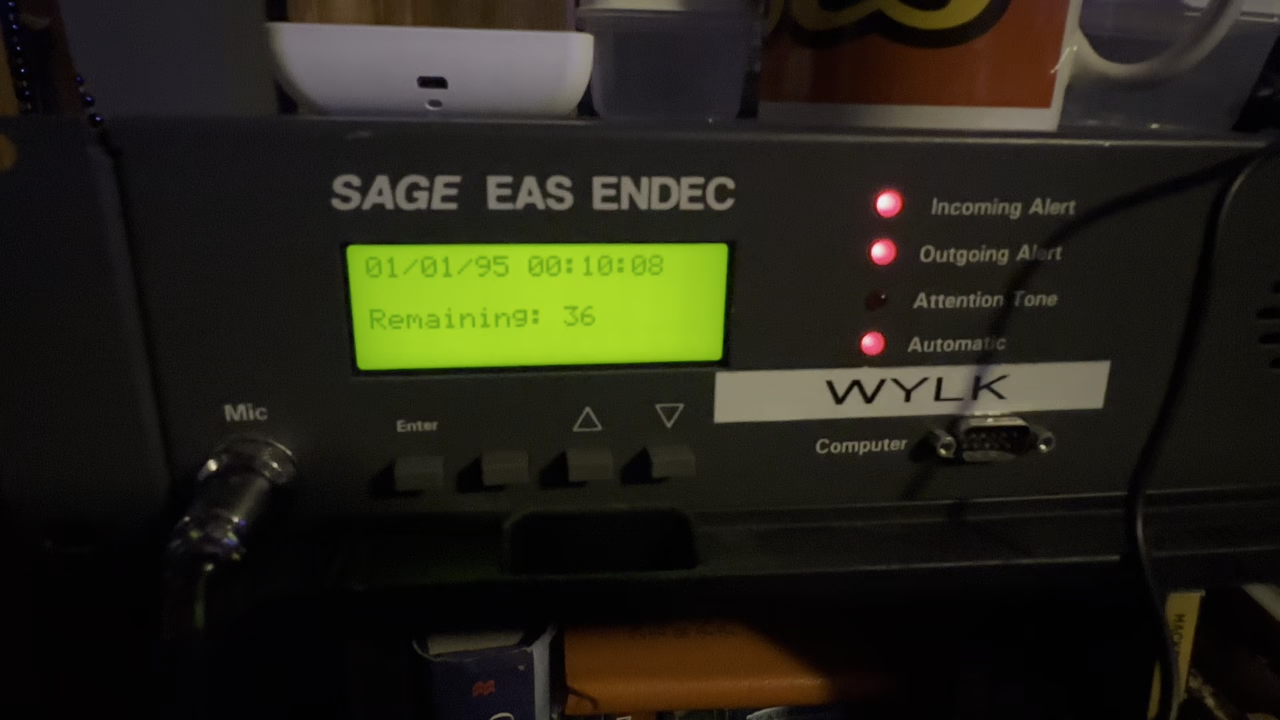 SAGE EAS ENDEC
01/01/95 00:10:08
Remaining: 36
Incoming Alert
Outgoing Alert
Attention Tone
Automatic
WYLK
Mic
Enter
Computer